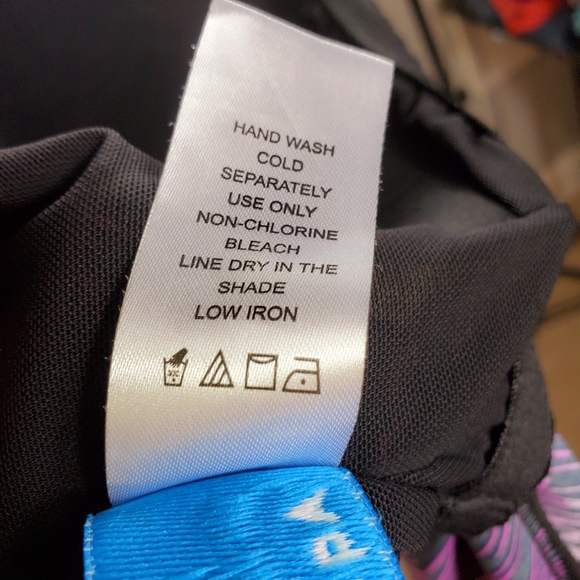 HAND WASH
COLD
SEPARATELY
USE ONLY
NON-CHLORINE
BLEACH
LINE DRY IN THE
SHADE
LOW IRON